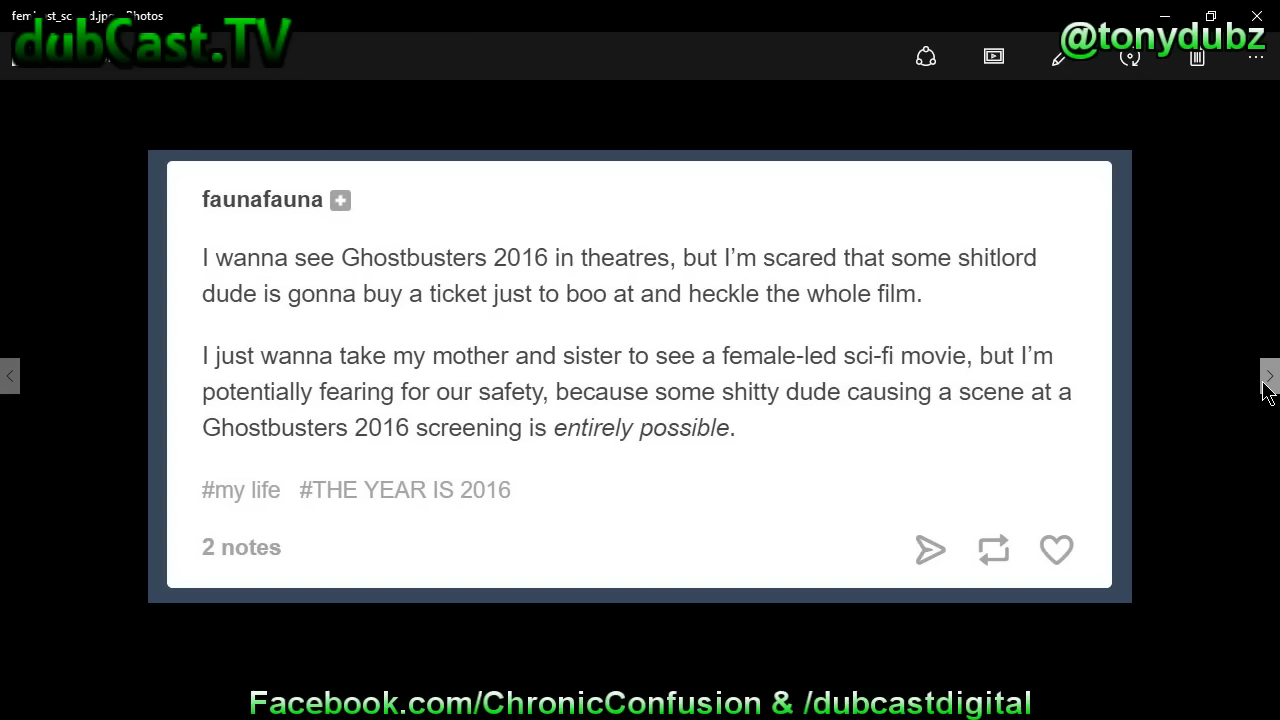 dubCast.TV
@tonydubz
faunafauna
I wanna see Ghostbusters 2016 in theatres, but I’m scared that some shitlord
dude is gonna buy a ticket just to boo at and heckle the whole film.
I just wanna take my mother and sister to see a female-led sci-fi movie, but I’m
potentially fearing for our safety, because some shitty dude causing a scene at a
Ghostbusters 2016 screening is entirely possible.
#my life #THE YEAR IS 2016
2 notes
Facebook.com/ChronicConfusion & /dubcastdigital